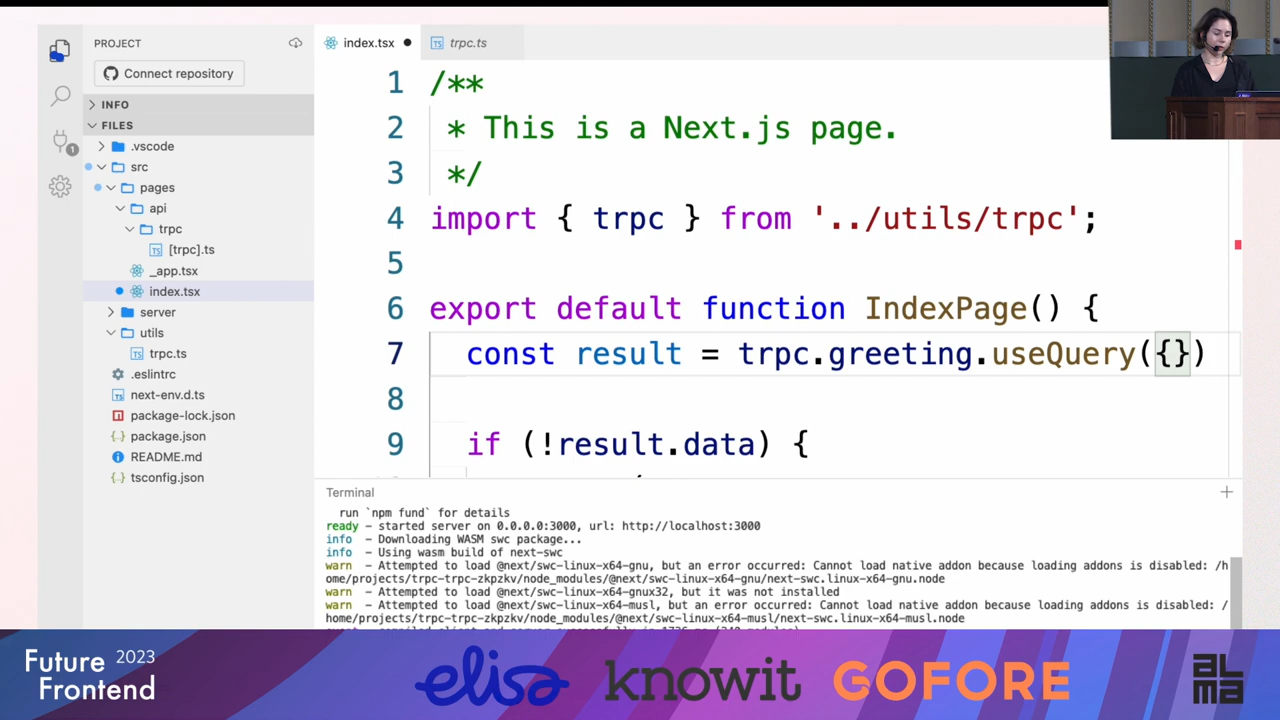 PROJECT
Connect repository
INFO
FILES
.vscode
src
pages
api
trpc
[trpc].ts
_app.tsx
index.tsx
server
utils
trpc.ts
.eslintrc
next-env.d.ts
package-lock.json
package.json
README.md
tsconfig.json
1
index.tsx
trpc.ts
1 /**
2 * This is a Next.js page.
3 */
4 import { trpc } from '../utils/trpc';
5
6 export default function IndexPage() {
7 const result = trpc.greeting.useQuery({})
8
9 if (!result.data) {
Terminal
run `npm fund` for details
ready - started server on 0.0.0.0:3000, url: http://localhost:3000
info - Downloading WASM swc package...
info - Using wasm build of next-swc
warn - Attempted to load @next/swc-linux-x64-gnu, but an error occurred: Cannot load native addon because loading addons is disabled: /h
ome/projects/trpc-trpc-zkpzkv/node_modules/@next/swc-linux-x64-gnu/next-swc.linux-x64-gnu.node
warn - Attempted to load @next/swc-linux-x64-gnux32, but it was not installed
warn - Attempted to load @next/swc-linux-x64-musl, but an error occurred: Cannot load native addon because loading addons is disabled: /
home/projects/trpc-trpc-zkpzkv/node_modules/@next/swc-linux-x64-musl/next-swc.linux-x64-musl.node
Future 2023
Frontend
elisa
knowit
GOFORE
ALMA